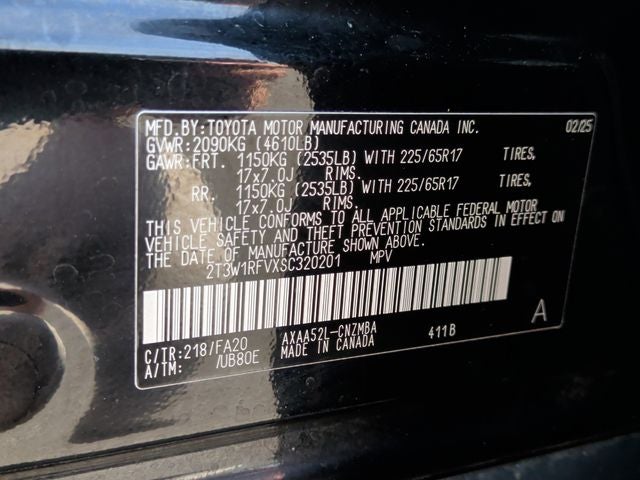 MFD.BY:TOYOTA MOTOR MANUFACTURING CANADA INC. 02/25
GVWR:2090KG (4610LB)
GAWR:FRT. 1150KG (2535LB) WITH 225/65R17 TIRES,
17x7.0J RIMS.
RR. 1150KG (2535LB) WITH 225/65R17 TIRES,
17x7.0J RIMS.
THIS VEHICLE CONFORMS TO ALL APPLICABLE FEDERAL MOTOR
VEHICLE SAFETY AND THEFT PREVENTION STANDARDS IN EFFECT ON
THE DATE OF MANUFACTURE SHOWN ABOVE.
2T3W1RFVXSC320201 MPV
A
C/TR:218/FA20 AXAA52L-CNZMBA 411B
A/TM: /UB80E MADE IN CANADA